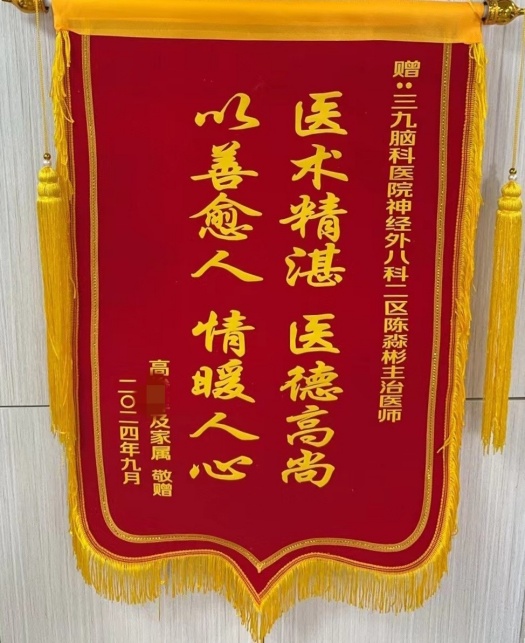 赠：三九脑科医院神经外八科二区陈淼彬主治医师
医术精湛 医德高尚
以善愈人 情暖人心
高 及家属 敬赠
二〇二四年九月